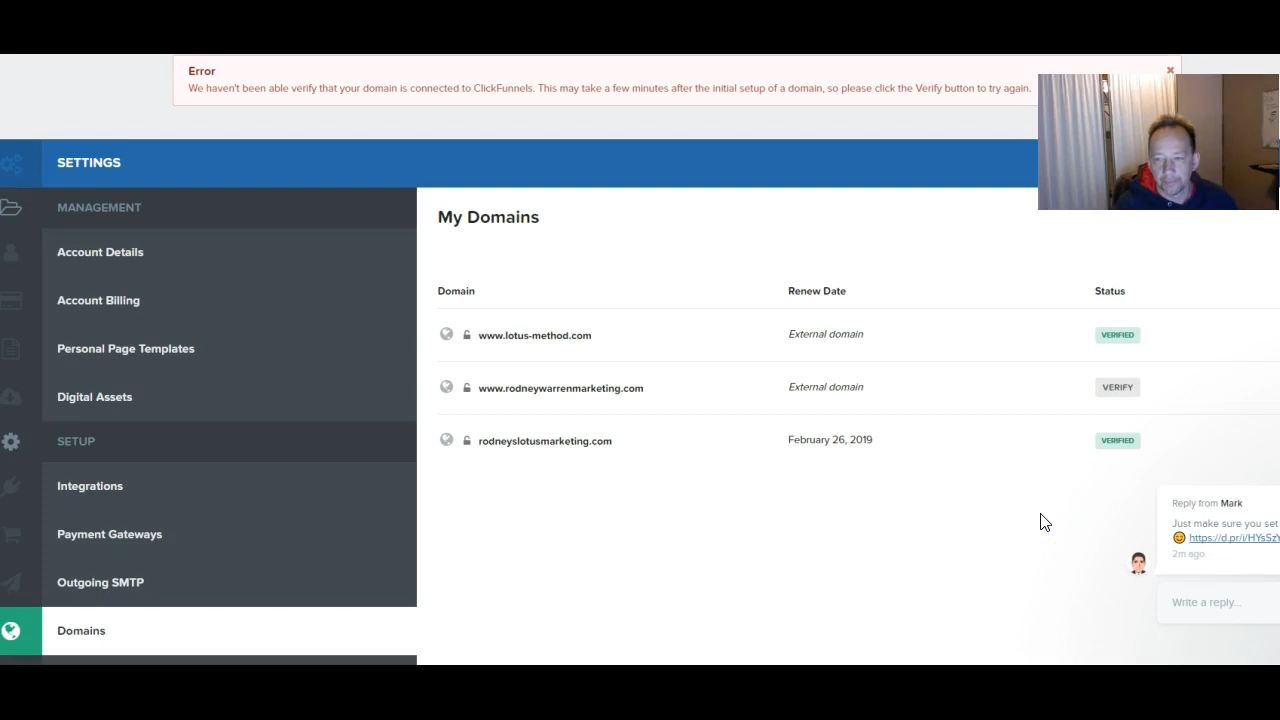 Error
We haven't been able verify that your domain is connected to ClickFunnels. This may take a few minutes after the initial setup of a domain, so please click the Verify button to try again.
SETTINGS
MANAGEMENT
Account Details
Account Billing
Personal Page Templates
Digital Assets
SETUP
Integrations
Payment Gateways
Outgoing SMTP
Domains
My Domains
Domain Renew Date Status
www.lotus-method.com External domain VERIFIED
www.rodneywarrenmarketing.com External domain VERIFY
rodneyslotusmarketing.com February 26, 2019 VERIFIED
Reply from Mark
Just make sure you set
https://d.pr/i/HYsSzY
2m ago.
Write a reply...